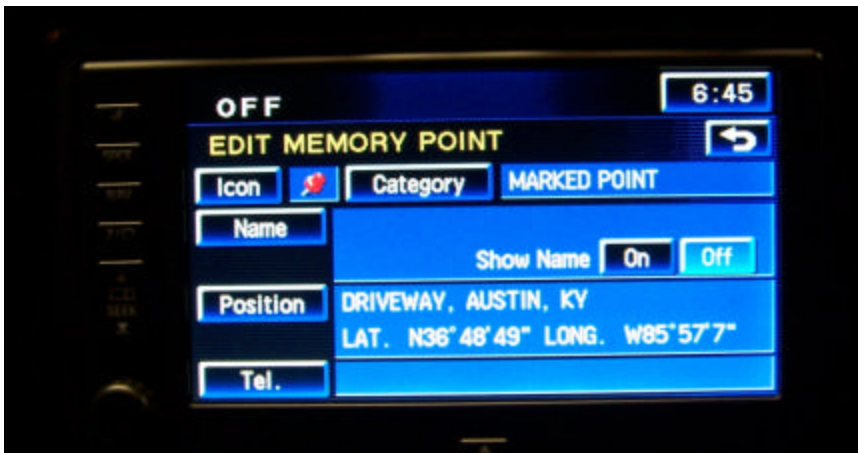 OFF 6:45
EDIT MEMORY POINT
Icon Category MARKED POINT
Name
Show Name On Off
Position DRIVEWAY, AUSTIN, KY
LAT. N36°48'49" LONG. W85°57'7"
Tel.
SEEK